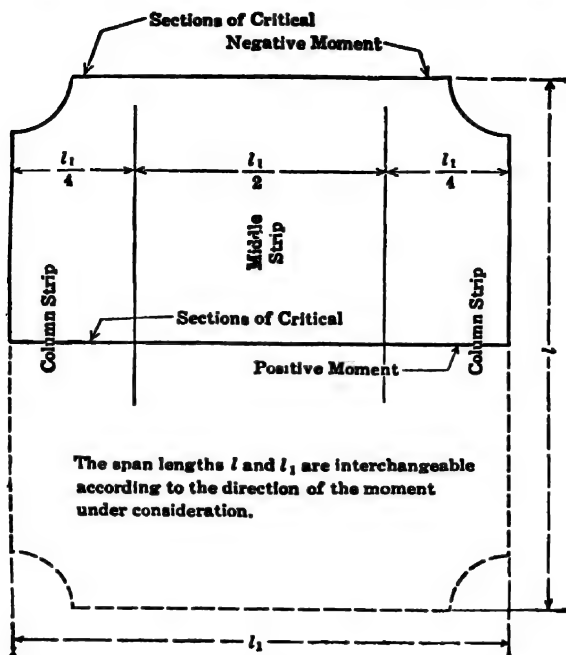 Sections of Critical
Negative Moment
l₁/4
l₁/2
l₁/4
Column Strip
Middle
Strip
Column Strip
Sections of Critical
Positive Moment
l
The span lengths l and l₁ are interchangeable
according to the direction of the moment
under consideration.
l₁